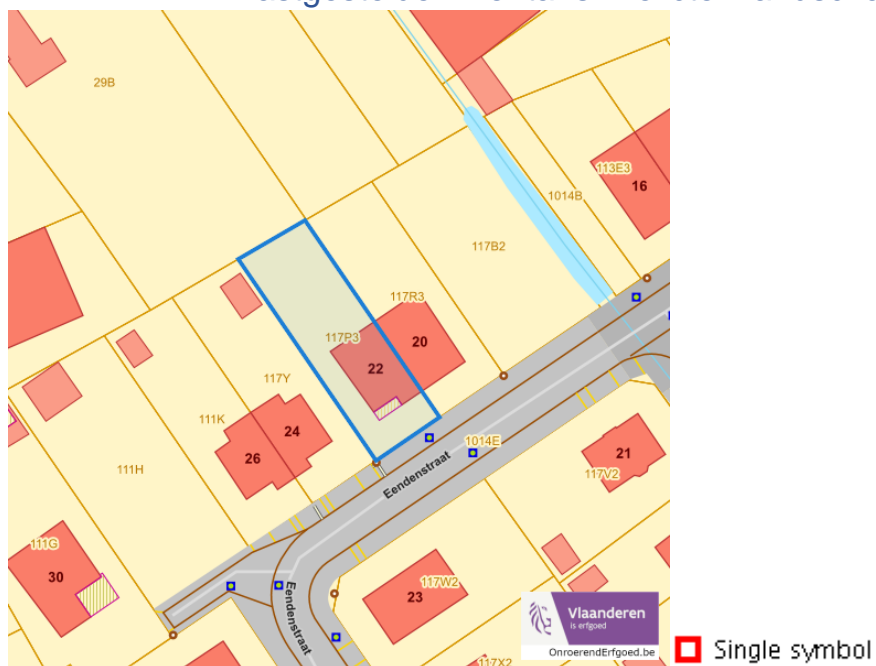 29B
113E3
16
1014B
117B2
117R3
117P3
20
22
117Y
111K
24
26
111H
1014E
Eendenstraat
21
117V2
111G
30
Eendenstraat
117W2
23
117X2
Vlaanderen
is erfgoed
OnroerendErfgoed.be
Single symbol